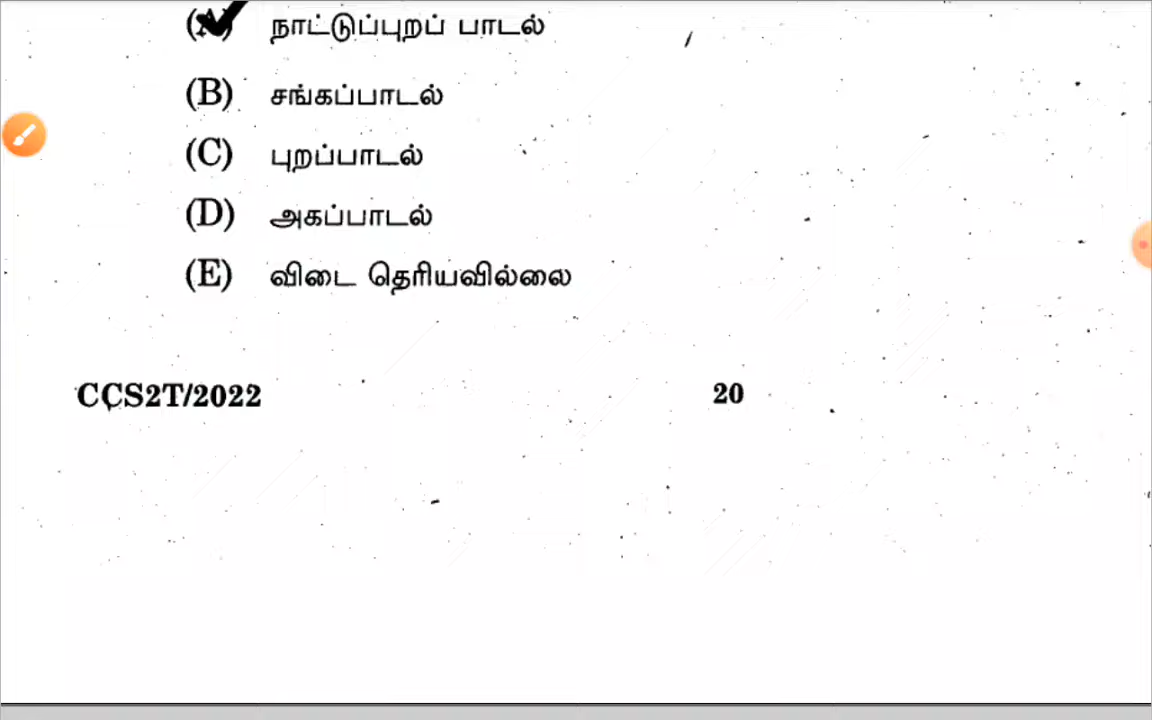 (A) நாட்டுப்புறப் பாடல்
(B) சங்கப்பாடல்
(C) புறப்பாடல்
(D) அகப்பாடல்
(E) விடை தெரியவில்லை
CCS2T/2022 20